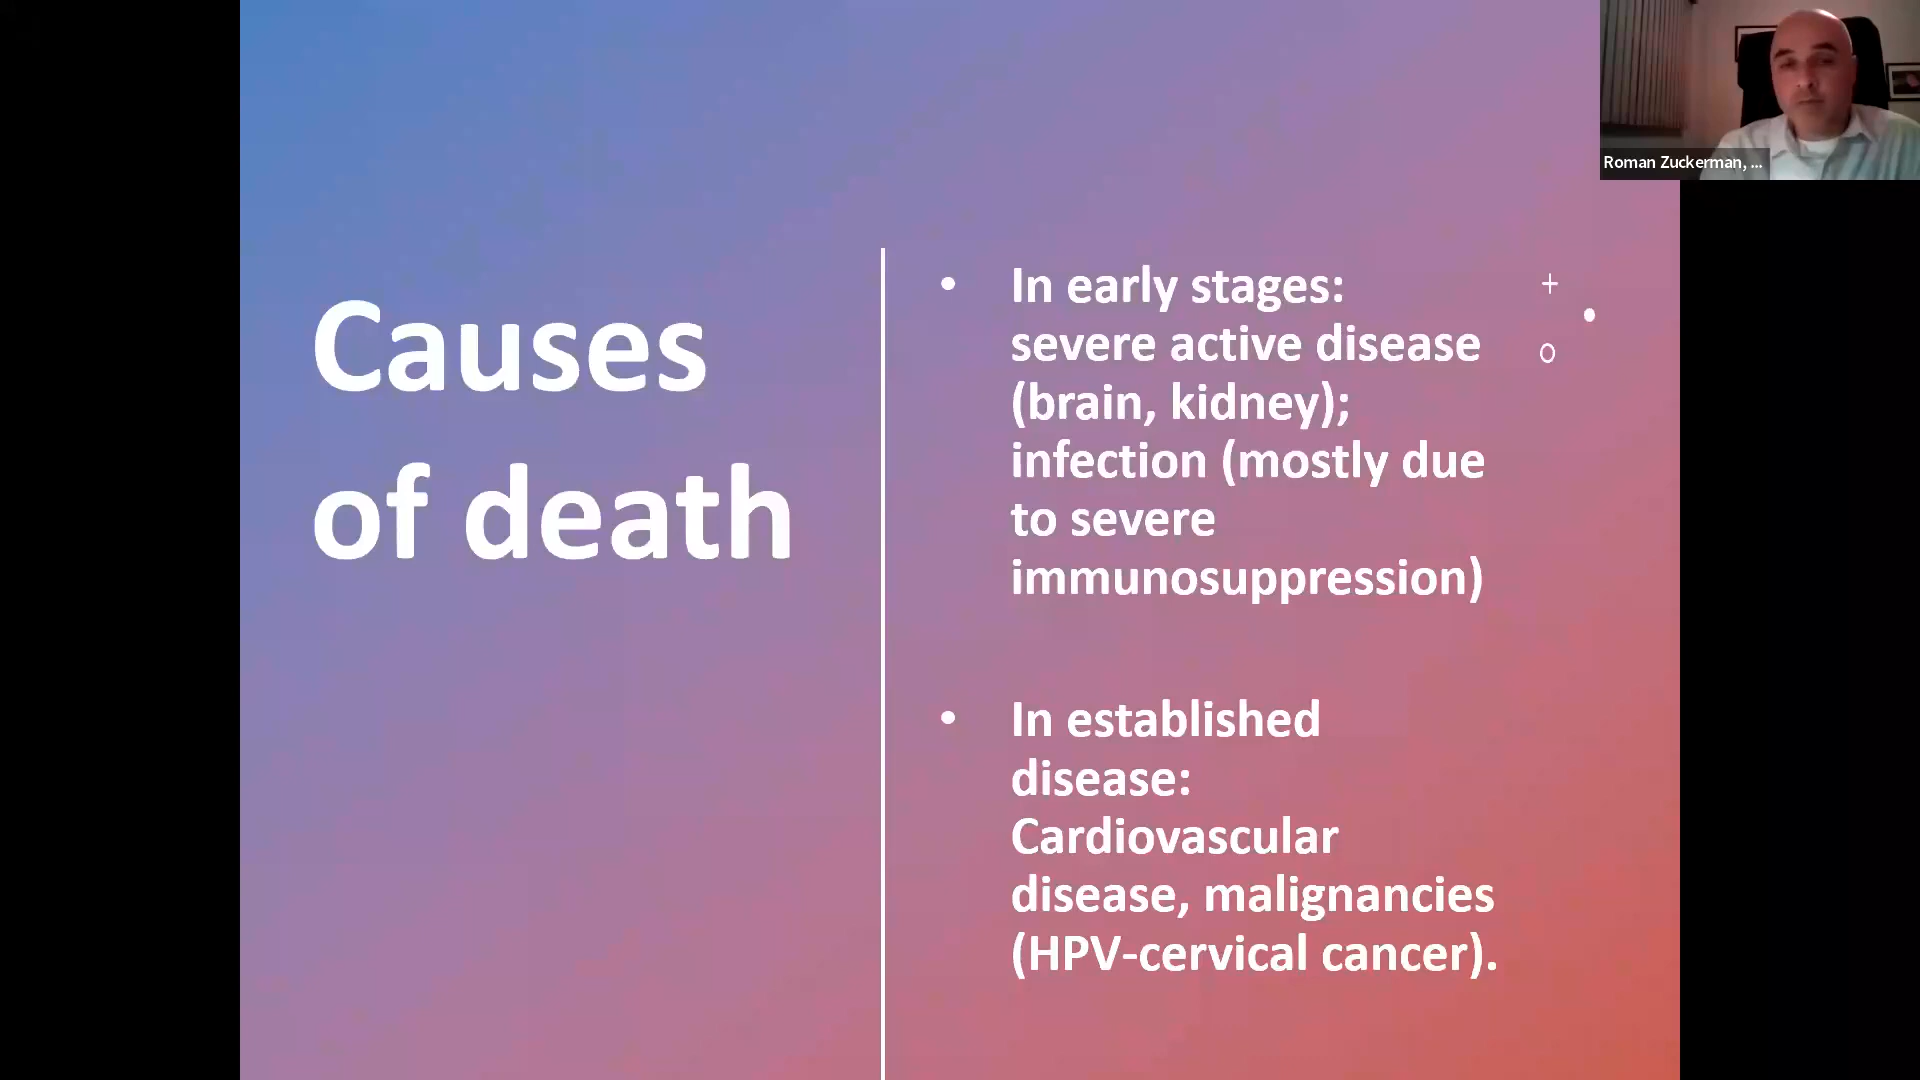 Roman Zuckerman, ...
Causes
of death
• In early stages:
severe active disease
(brain, kidney);
infection (mostly due
to severe
immunosuppression)
• In established
disease:
Cardiovascular
disease, malignancies
(HPV-cervical cancer).